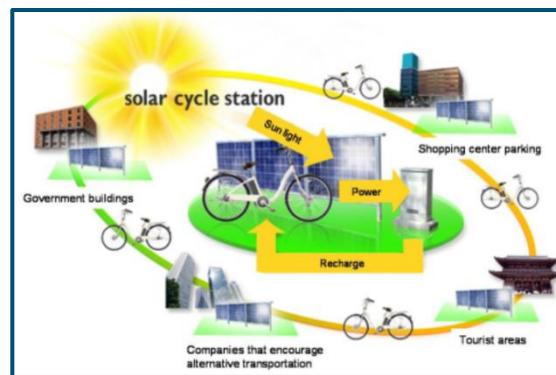 solar cycle station
Sun light
Shopping center parking
Government buildings
Power
Recharge
Tourist areas
Companies that encourage
alternative transportation